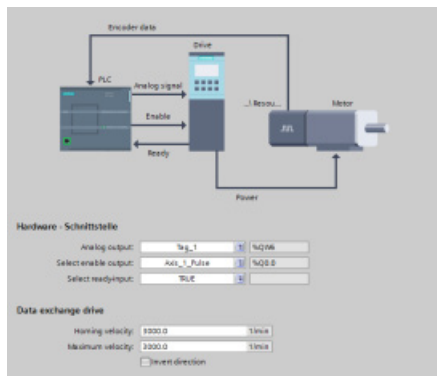 Encoder data
Drive
PLC
Analog signal
...\Resou...
Motor
Enable
Ready
Power
Hardware - Schnittstelle
Analog output: Tag_1
Select enable output: Axis_1_Pulse %Q0.0
Select ready-input: TRUE
Data exchange drive
Homing velocity: 3000.0 1/min
Maximum velocity: 3000.0 1/min
Invert direction